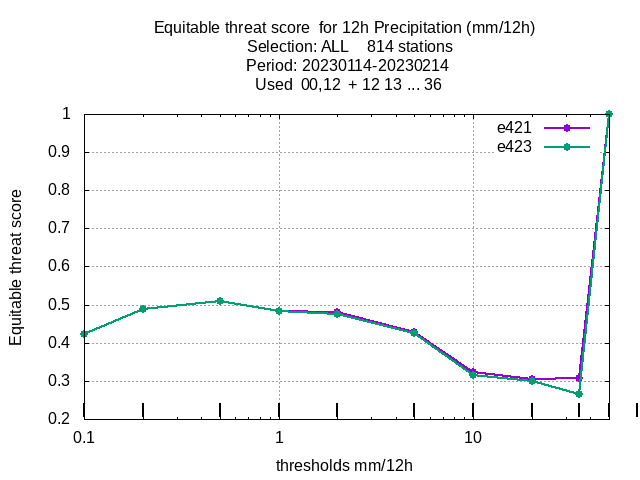 Equitable threat score  for 12h Precipitation (mm/12h)
Selection: ALL    814 stations
Period: 20230114-20230214
Used  00,12  + 12 13 ... 36
e421
e423
Equitable threat score
1
0.9
0.8
0.7
0.6
0.5
0.4
0.3
0.2
0.1 1 10
thresholds mm/12h